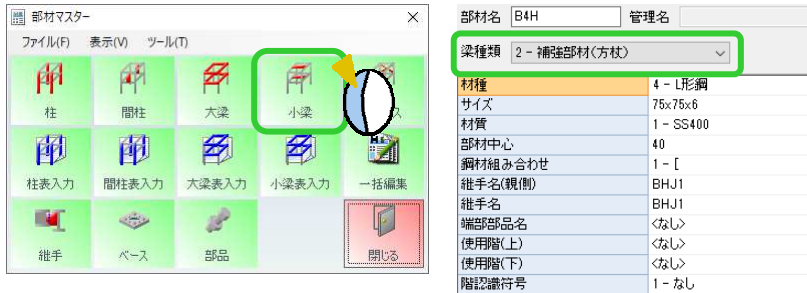 部材マスター
ファイル(F) 表示(V) ツール(T)
柱 間柱 大梁 小梁 ス
柱表入力 間柱表入力 大梁表入力 小梁表入力 一括編集
継手 ベース 部品 閉じる
部材名 B4H 管理名
梁種類 2 - 補強部材(方杖)
材種 4 - L形鋼
サイズ 75x75x6
材質 1 - SS400
部材中心 40
鋼材組み合わせ 1 - [
継手名(親側) BHJ1
継手名 BHJ1
端部部品名 <なし>
使用階(上) <なし>
使用階(下) <なし>
階認識符号 1 - なし